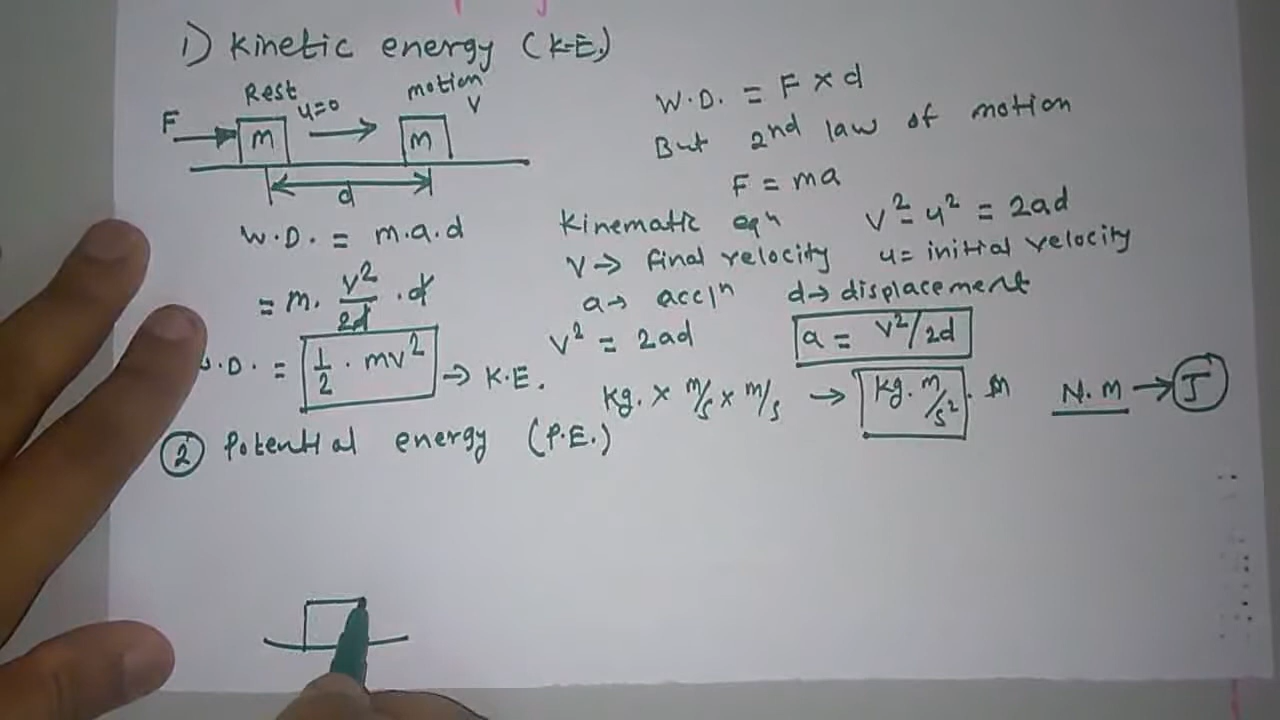 1) Kinetic energy (K.E.)
Rest motion
F u=0 v
m m
d
W.D. = F × d
But 2nd law of motion
F = ma
W.D. = m.a.d
Kinematic eqn v² - u² = 2ad
v → final velocity u = initial velocity
a → accln d → displacement
= m. v²/2d .d
v² = 2ad a = v²/2d
.D. = 1/2 . mv² → K.E.
kg. × m/s × m/s → kg. m/s² . m N.m → J
2 Potential energy (P.E.)